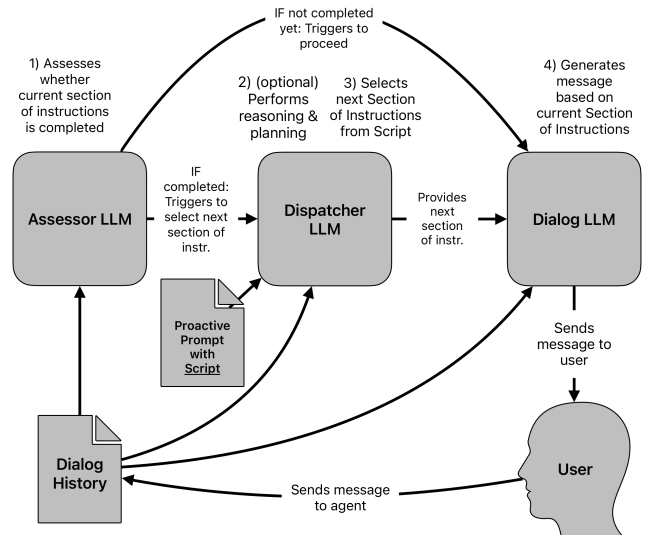 IF not completed
yet: Triggers to
proceed
1) Assesses
whether
current section
of instructions
is completed
2) (optional)
Performs
reasoning &
planning
3) Selects
next Section
of Instructions
from Script
4) Generates
message
based on
current Section
of Instructions
Assessor LLM
IF
completed:
Triggers to
select next
section of
instr.
Dispatcher
LLM
Provides
next
section
of instr.
Dialog LLM
Proactive
Prompt
with
Script
Sends
message to
user
Dialog
History
Sends message
to agent
User